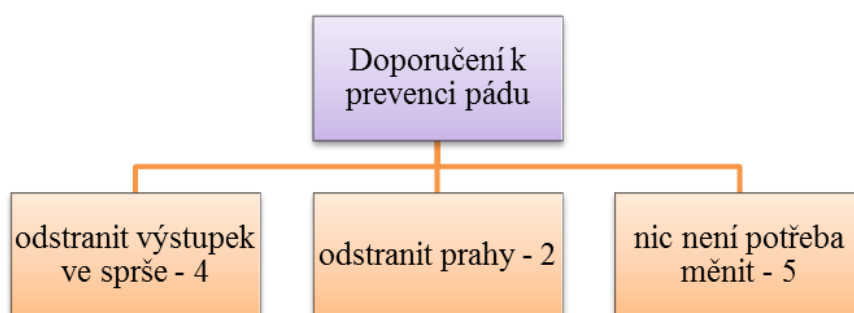 Doporučení k
prevenci pádu
odstranit výstupek
ve sprše - 4
odstranit prahy - 2
nic není potřeba
měnit - 5